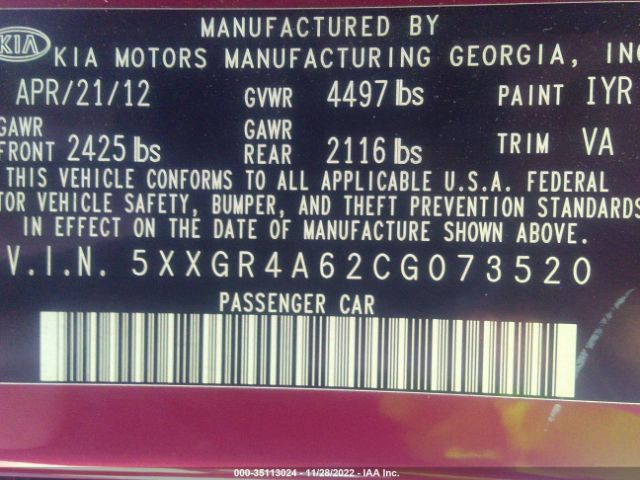 MANUFACTURED BY
KIA KIA MOTORS MANUFACTURING GEORGIA, INC
APR/21/12 GVWR 4497 lbs PAINT IYR
GAWR FRONT 2425 lbs GAWR REAR 2116 lbs TRIM VA
THIS VEHICLE CONFORMS TO ALL APPLICABLE U.S.A. FEDERAL
TOR VEHICLE SAFETY, BUMPER, AND THEFT PREVENTION STANDARDS
IN EFFECT ON THE DATE OF MANUFACTURE SHOWN ABOVE.
V.I.N. 5XXGR4A62CG073520
PASSENGER CAR
000-35113024 - 11/28/2022 - IAA Inc.